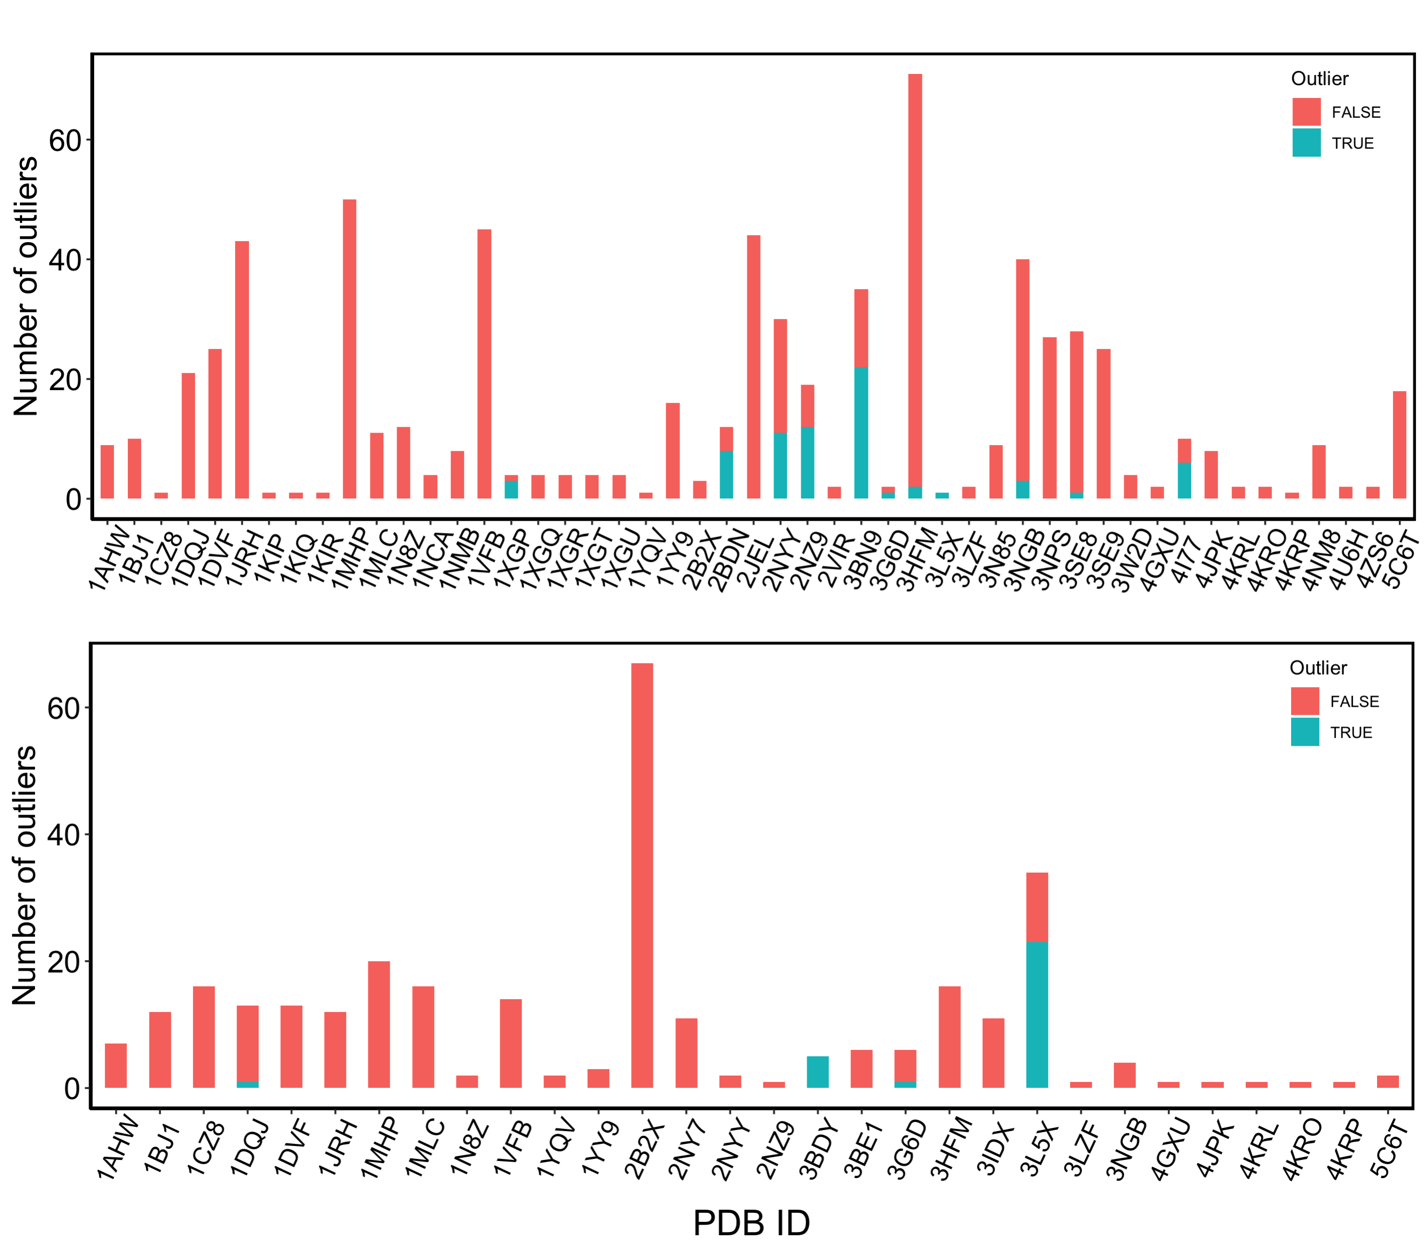 Outlier
FALSE
TRUE
Number of outliers
60
40
20
0
1AHW
1BJ1
1CZ8
1DQJ
1DVF
1JRH
1KIP
1KIQ
1KIR
1MHP
1MLC
1N8Z
1NCA
1NMB
1VFB
1XGP
1XGQ
1XGR
1XGT
1XGU
1YQV
1YY9
2B2X
2BDN
2JEL
2NYY
2NZ9
2VIR
3BN9
3G6D
3HFM
3L5X
3LZF
3N85
3NGB
3NPS
3SE8
3SE9
3W2D
4GXU
4I77
4JPK
4KRL
4KRO
4KRP
4NM8
4U6H
4ZS6
5C6T
Outlier
FALSE
TRUE
Number of outliers
60
40
20
0
1AHW
1BJ1
1CZ8
1DQJ
1DVF
1JRH
1MHP
1MLC
1N8Z
1VFB
1YQV
1YY9
2B2X
2NY7
2NYY
2NZ9
3BDY
3BE1
3G6D
3HFM
3IDX
3L5X
3LZF
3NGB
4GXU
4JPK
4KRL
4KRO
4KRP
5C6T
PDB ID